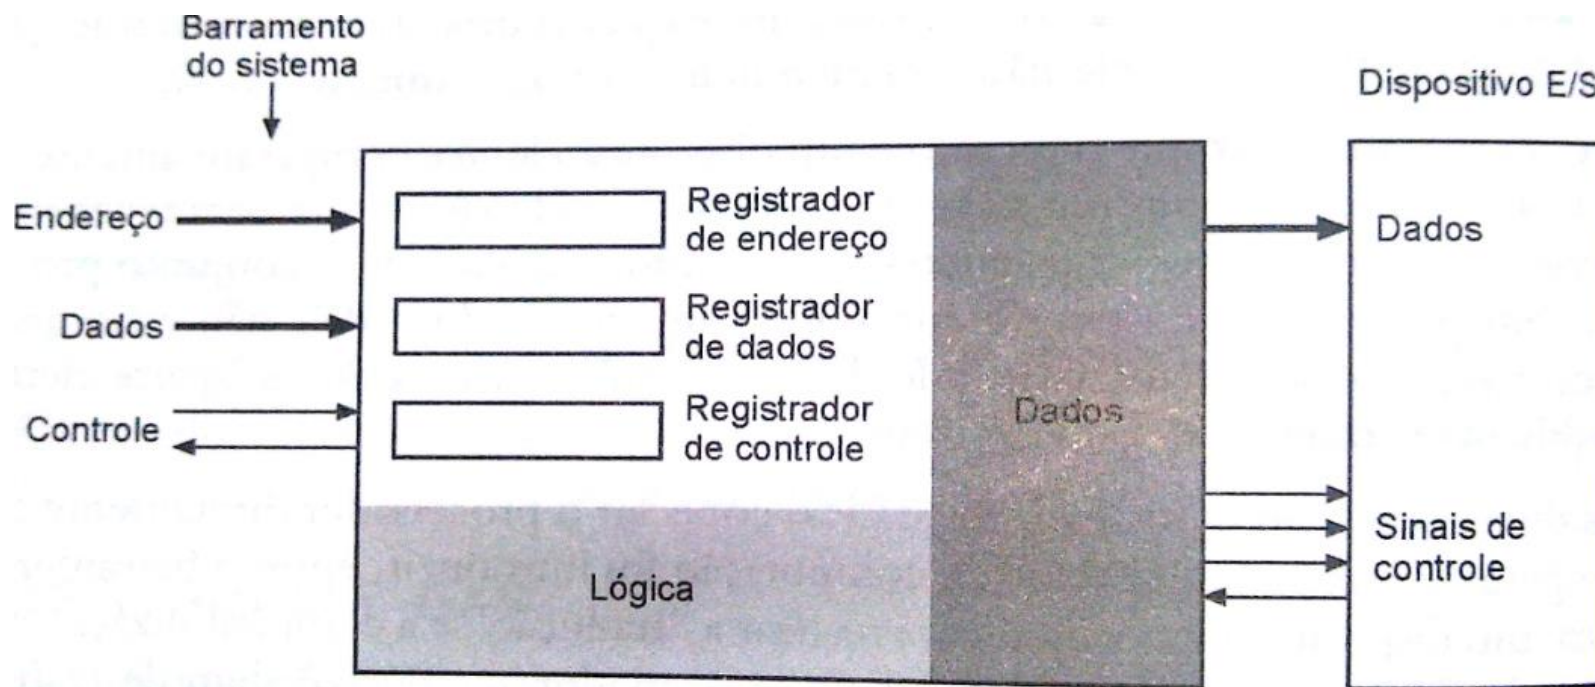 Barramento
do sistema
Dispositivo E/S
Endereço
Registrador
de endereço
Dados
Dados
Registrador
de dados
Controle
Registrador
de controle
Dados
Sinais de
controle
Lógica